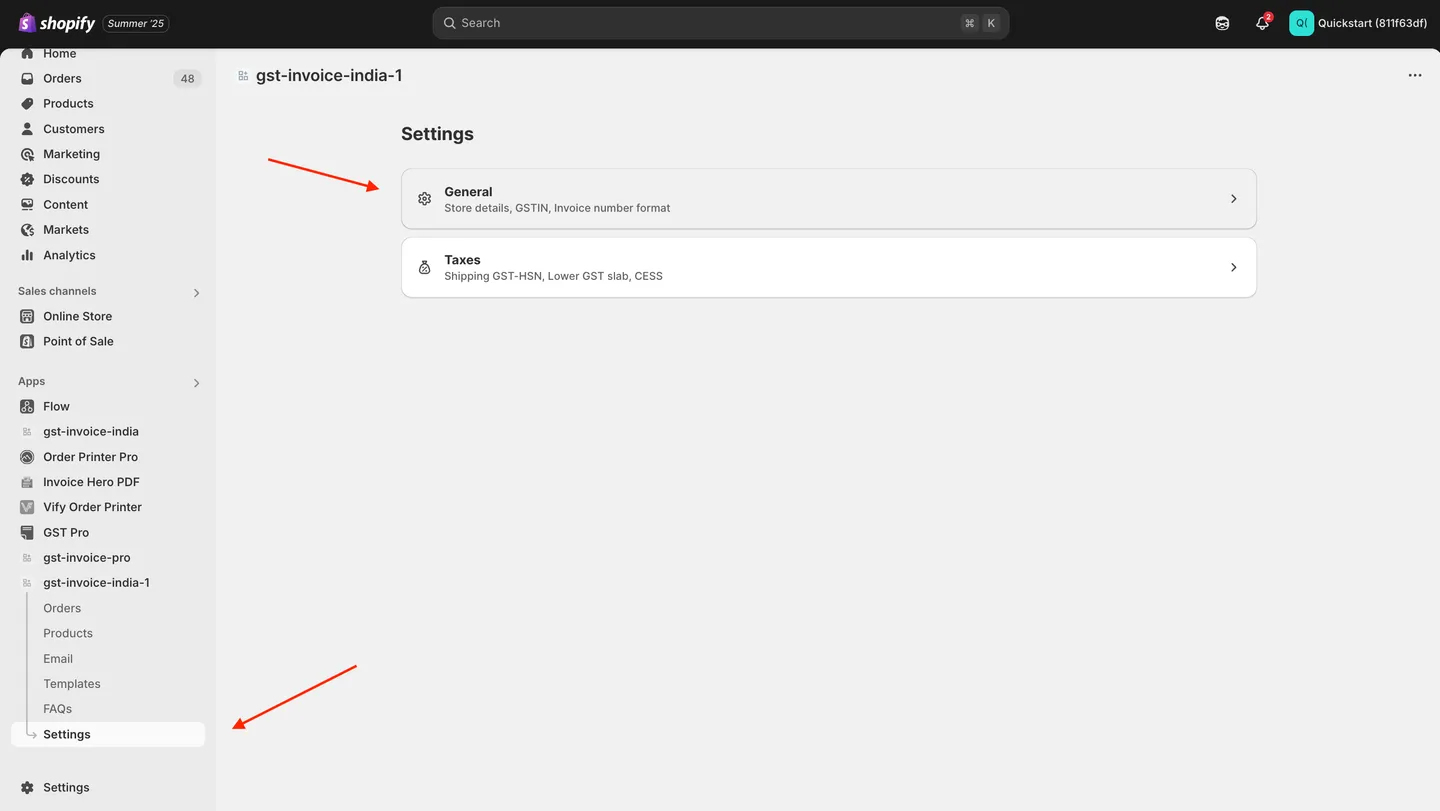 shopify Summer '25
Search
⌘ K
2
Q(
Quickstart (811f63df)
Home
Orders 48
Products
Customers
Marketing
Discounts
Content
Markets
Analytics
Sales channels
Online Store
Point of Sale
Apps
Flow
gst-invoice-india
Order Printer Pro
Invoice Hero PDF
Vify Order Printer
GST Pro
gst-invoice-pro
gst-invoice-india-1
Orders
Products
Email
Templates
FAQs
Settings
Settings
gst-invoice-india-1
Settings
General
Store details, GSTIN, Invoice number format
Taxes
Shipping GST-HSN, Lower GST slab, CESS